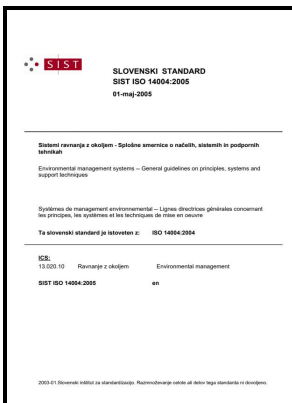 SIST
SLOVENSKI STANDARD
SIST ISO 14004:2005
01-maj-2005
Sistemi ravnanja z okoljem - Splošne smernice o načelih, sistemih in podpornih
tehnikah
Environmental management systems -- General guidelines on principles, systems and
support techniques
Systèmes de management environnemental -- Lignes directrices générales concernant
les principes, les systèmes et les techniques de mise en oeuvre
Ta slovenski standard je istoveten z: ISO 14004:2004
ICS:
13.020.10 Ravnanje z okoljem Environmental management
SIST ISO 14004:2005 en
2003-01.Slovenski inštitut za standardizacijo. Razmnoževanje celote ali delov tega standarda ni dovoljeno.